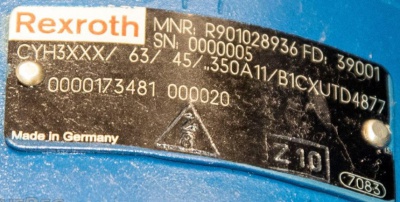 Rexroth
MNR: R901028936 FD: 39001
SN: 0000005
CYH3XXX/ 63/ 45/..350A11/B1CXUTD4877
0000173481 000020
Made in Germany
Z10
7083